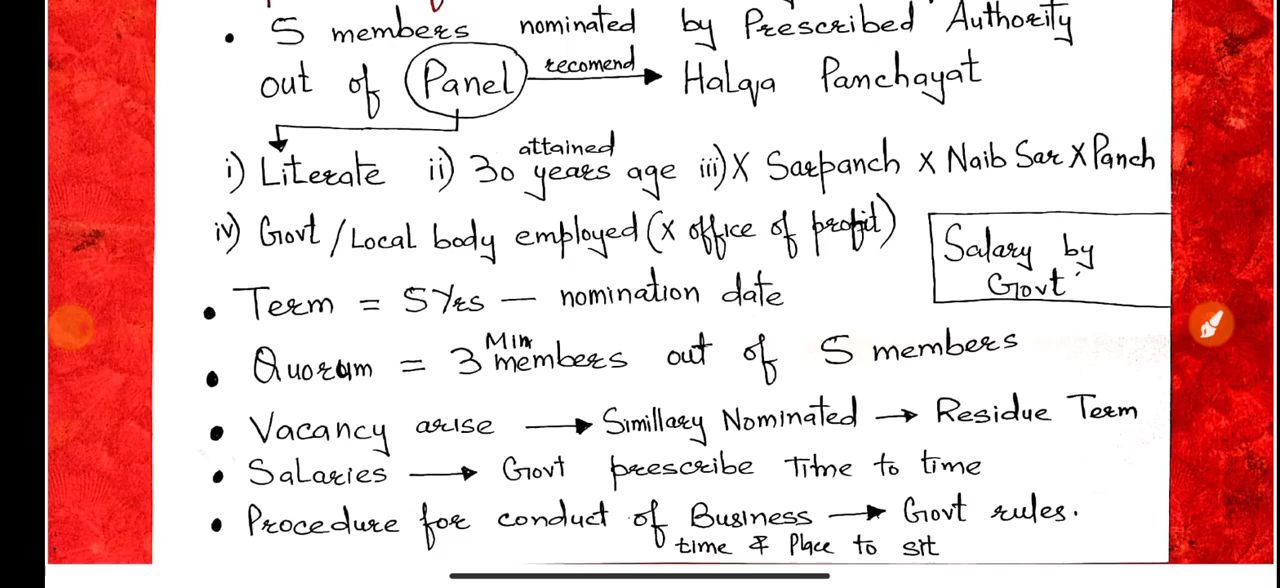 • 5 members nominated by Prescribed Authority
out of Panel recomend → Halqa Panchayat
i) Literate ii) 30 years attained age iii) X Sarpanch X Naib Sar X Panch
iv) Govt / Local body employed (X office of profit)
Salary by
Govt
• Term = 5 Yrs — nomination date
• Quorum = 3 Min members out of 5 members
• Vacancy arise → Simillary Nominated → Residue Term
• Salaries → Govt prescribe Time to time
• Procedure for conduct of Business → Govt rules.
time & Place to sit